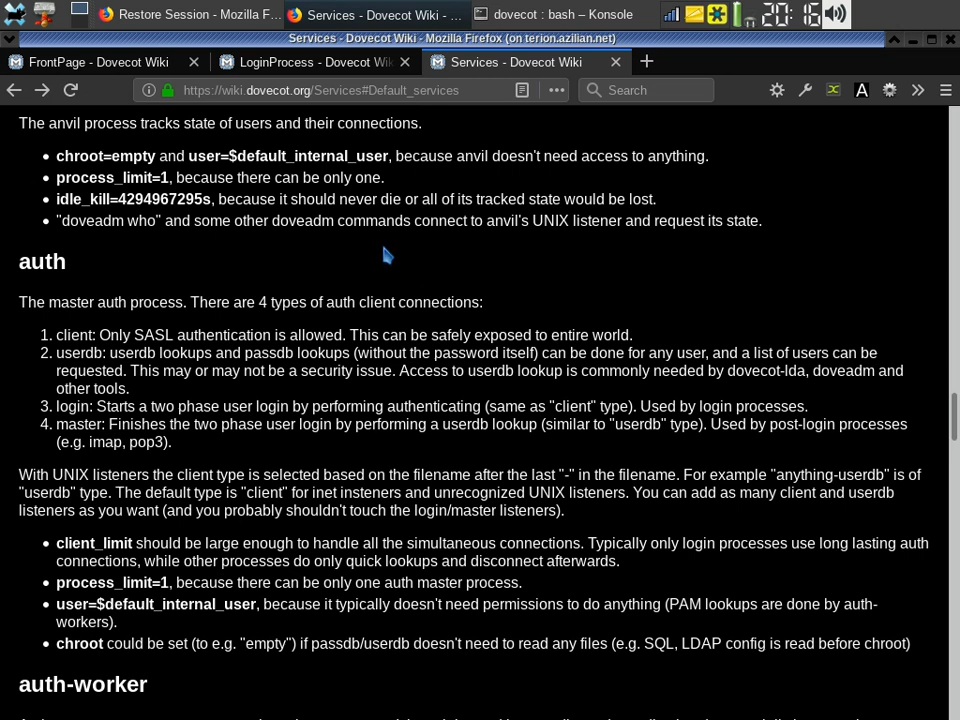 Restore Session - Mozilla F...
Services - Dovecot Wiki - ...
dovecot : bash – Konsole
20:16
Services - Dovecot Wiki - Mozilla Firefox (on terion.azilian.net)
FrontPage - Dovecot Wiki
LoginProcess - Dovecot Wik
Services - Dovecot Wiki
https://wiki.dovecot.org/Services#Default_services
Search
A
The anvil process tracks state of users and their connections.
• chroot=empty and user=$default_internal_user, because anvil doesn't need access to anything.
• process_limit=1, because there can be only one.
• idle_kill=4294967295s, because it should never die or all of its tracked state would be lost.
• "doveadm who" and some other doveadm commands connect to anvil's UNIX listener and request its state.
auth
The master auth process. There are 4 types of auth client connections:
1. client: Only SASL authentication is allowed. This can be safely exposed to entire world.
2. userdb: userdb lookups and passdb lookups (without the password itself) can be done for any user, and a list of users can be
requested. This may or may not be a security issue. Access to userdb lookup is commonly needed by dovecot-lda, doveadm and
other tools.
3. login: Starts a two phase user login by performing authenticating (same as "client" type). Used by login processes.
4. master: Finishes the two phase user login by performing a userdb lookup (similar to "userdb" type). Used by post-login processes
(e.g. imap, pop3).
With UNIX listeners the client type is selected based on the filename after the last "-" in the filename. For example "anything-userdb" is of
"userdb" type. The default type is "client" for inet insteners and unrecognized UNIX listeners. You can add as many client and userdb
listeners as you want (and you probably shouldn't touch the login/master listeners).
• client_limit should be large enough to handle all the simultaneous connections. Typically only login processes use long lasting auth
connections, while other processes do only quick lookups and disconnect afterwards.
• process_limit=1, because there can be only one auth master process.
• user=$default_internal_user, because it typically doesn't need permissions to do anything (PAM lookups are done by auth-
workers).
• chroot could be set (to e.g. "empty") if passdb/userdb doesn't need to read any files (e.g. SQL, LDAP config is read before chroot)
auth-worker